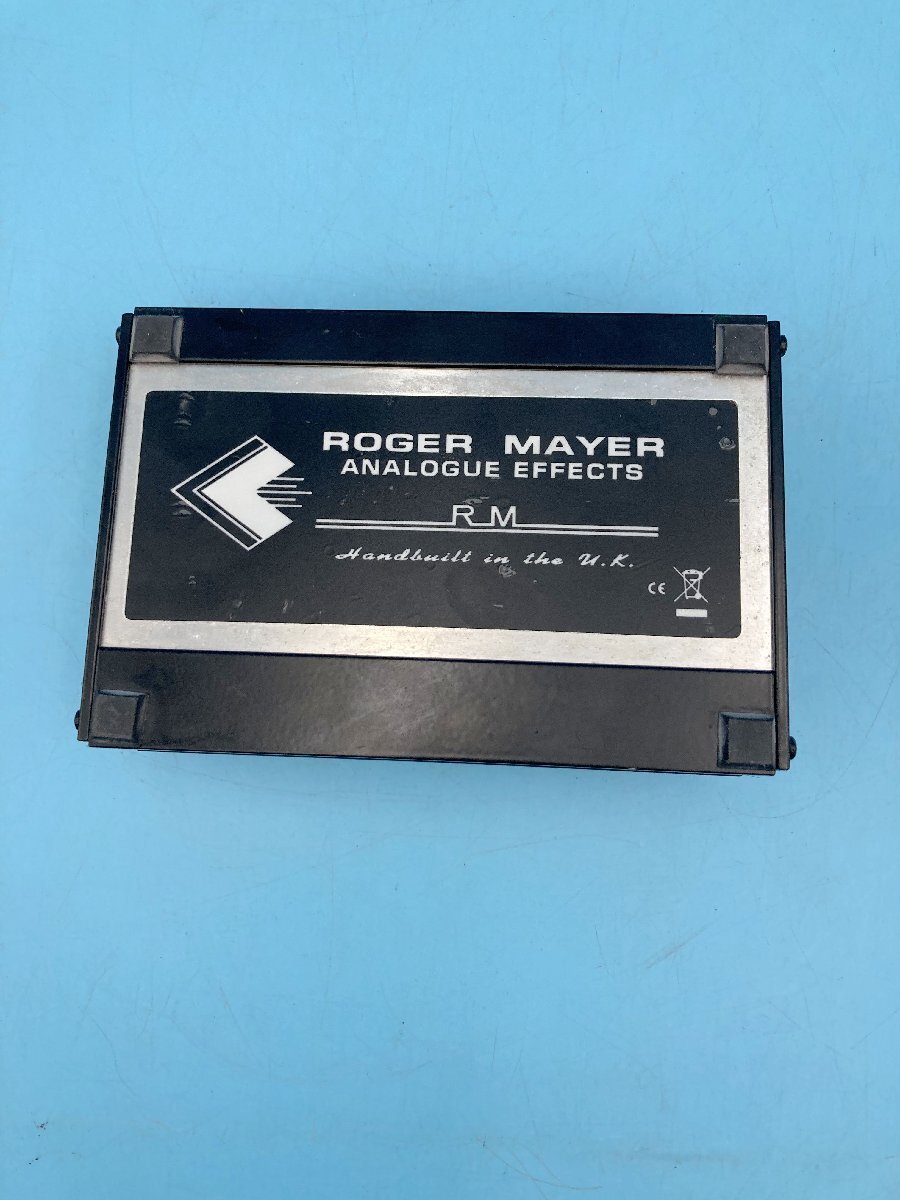 ROGER MAYER
ANALOGUE EFFECTS
RM
Handbuilt in the U.K.
CE